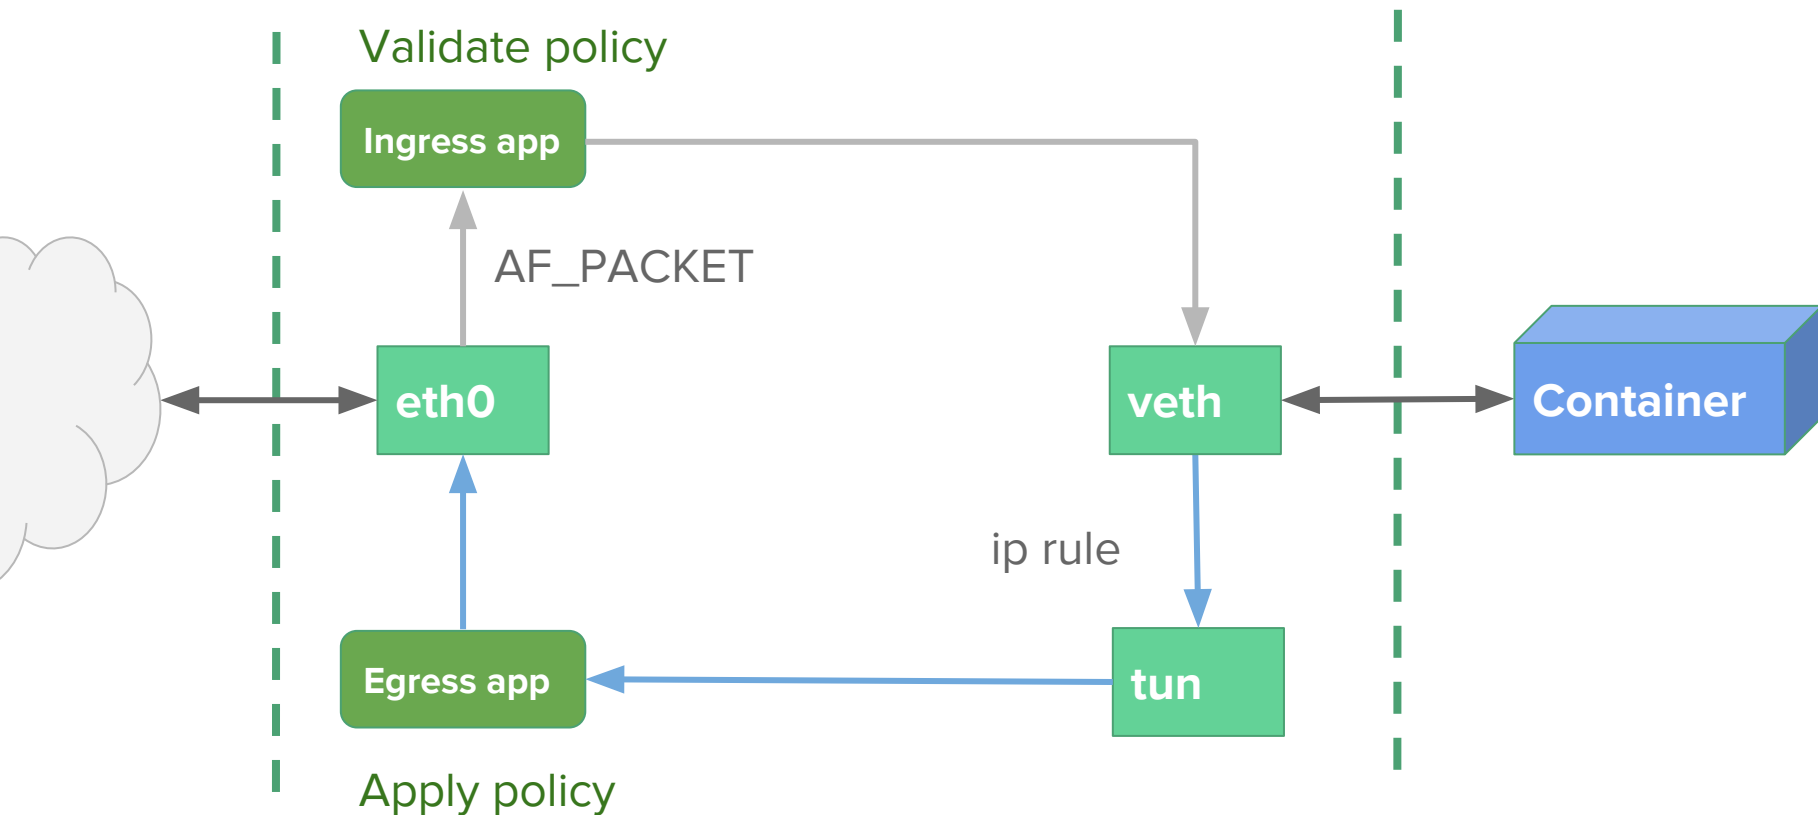 Validate policy
Ingress app
AF_PACKET
eth0
veth
Container
ip rule
Egress app
tun
Apply policy